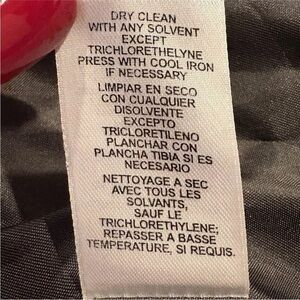 DRY CLEAN
WITH ANY SOLVENT
EXCEPT
TRICHLORETHELYNE
PRESS WITH COOL IRON
IF NECESSARY
LIMPIAR EN SECO
CON CUALQUIER
DISOLVENTE
EXCEPTO
TRICLORETILENO
PLANCHAR CON
PLANCHA TIBIA SI ES
NECESARIO
NETTOYAGE A SEC
AVEC TOUS LES
SOLVANTS,
SAUF LE
TRICHLORETHYLENE;
REPASSER A BASSE
TEMPERATURE, SI REQUIS.